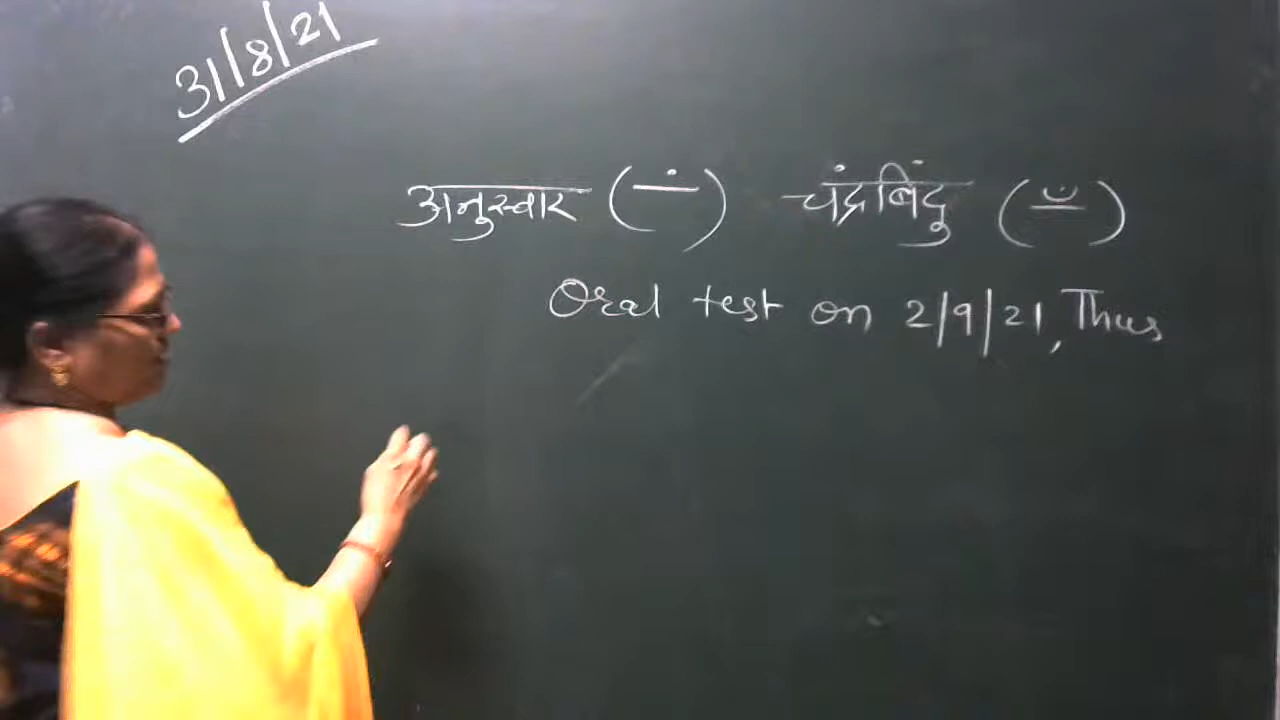 31/8/21
अनुस्वार ( ं ) चंद्रबिंदु ( ँ )
Oral test on 2/9/21, Thus